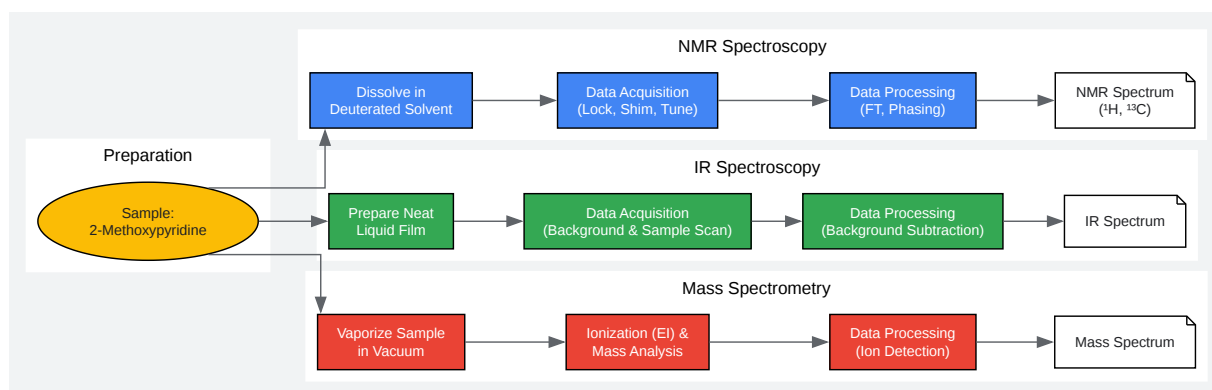 NMR Spectroscopy
Dissolve in
Deuterated Solvent
Data Acquisition
(Lock, Shim, Tune)
Data Processing
(FT, Phasing)
NMR Spectrum
(¹H, ¹³C)
Preparation
Sample:
2-Methoxypyridine
IR Spectroscopy
Prepare Neat
Liquid Film
Data Acquisition
(Background & Sample Scan)
Data Processing
(Background Subtraction)
IR Spectrum
Mass Spectrometry
Vaporize Sample
in Vacuum
Ionization (EI) &
Mass Analysis
Data Processing
(Ion Detection)
Mass Spectrum